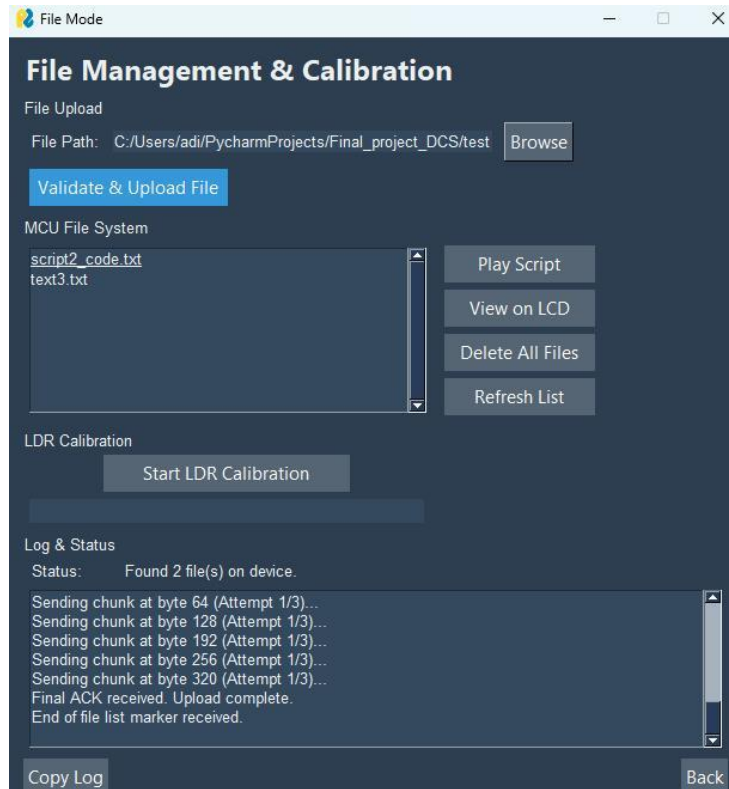 File Mode
File Management & Calibration
File Upload
File Path: C:/Users/adi/PycharmProjects/Final_project_DCS/test Browse
Validate & Upload File
MCU File System
script2_code.txt
text3.txt
Play Script
View on LCD
Delete All Files
Refresh List
LDR Calibration
Start LDR Calibration
Log & Status
Status: Found 2 file(s) on device.
Sending chunk at byte 64 (Attempt 1/3)...
Sending chunk at byte 128 (Attempt 1/3)...
Sending chunk at byte 192 (Attempt 1/3)...
Sending chunk at byte 256 (Attempt 1/3)...
Sending chunk at byte 320 (Attempt 1/3)...
Final ACK received. Upload complete.
End of file list marker received.
Copy Log Back